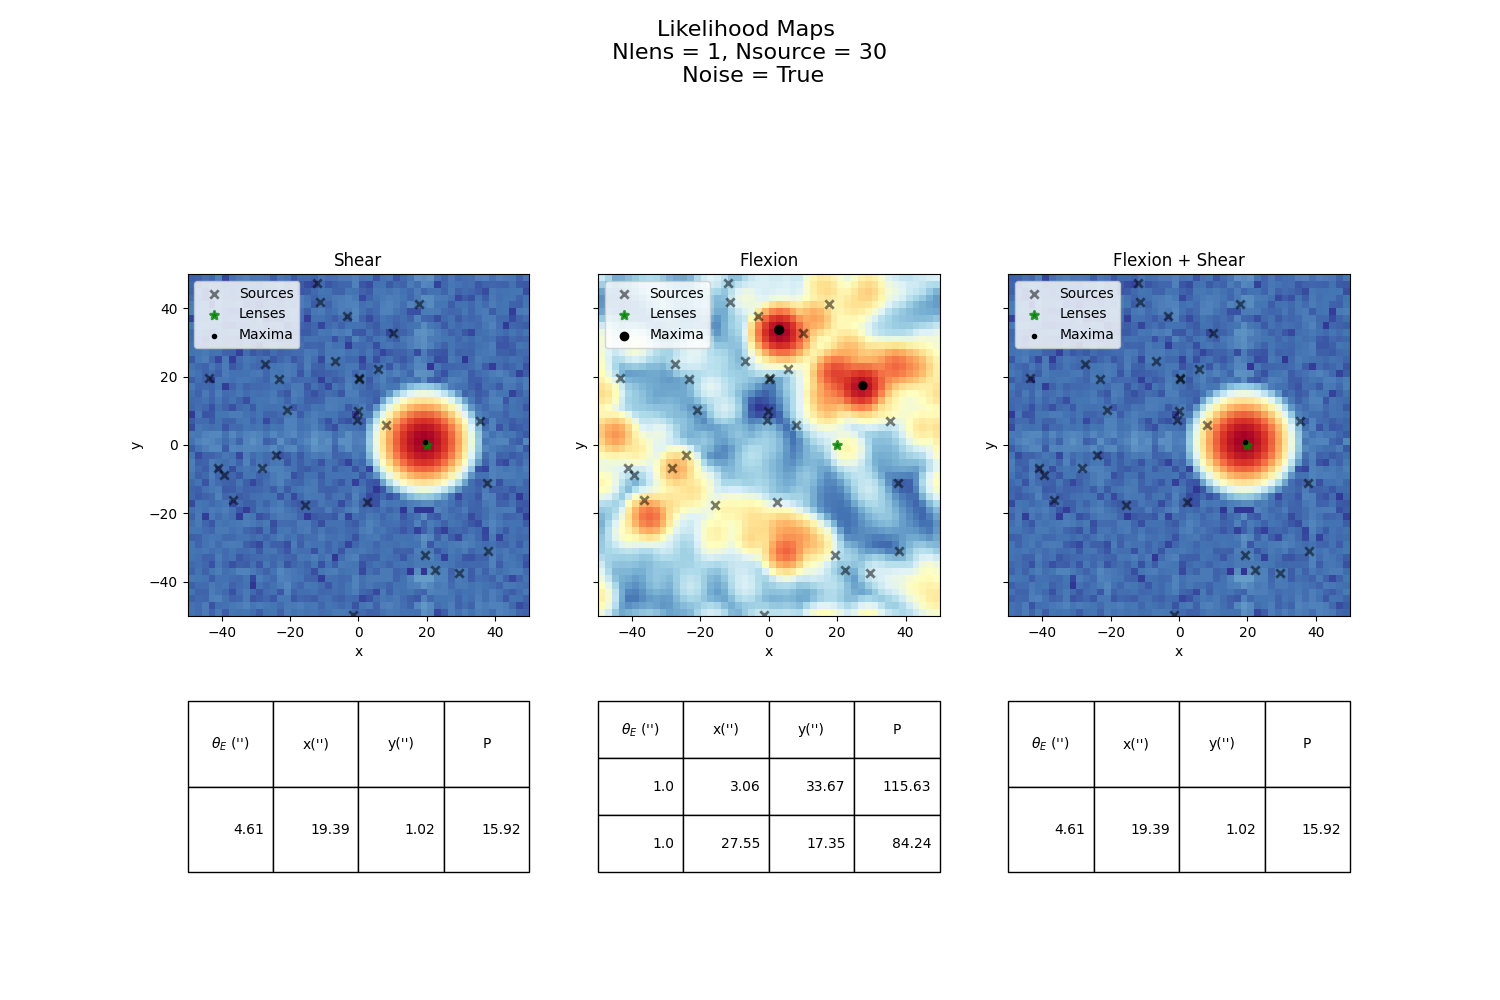 Likelihood Maps
Nlens = 1, Nsource = 30
Noise = True
Shear
Sources
Lenses
Maxima
40
20
0
−20
−40
y
−40 −20 0 20 40
x
Flexion
Sources
Lenses
Maxima
y
−40 −20 0 20 40
x
Flexion + Shear
Sources
Lenses
Maxima
y
−40 −20 0 20 40
x
θE ('') x('') y('') P
4.61 19.39 1.02 15.92
θE ('') x('') y('') P
1.0 3.06 33.67 115.63
1.0 27.55 17.35 84.24
θE ('') x('') y('') P
4.61 19.39 1.02 15.92